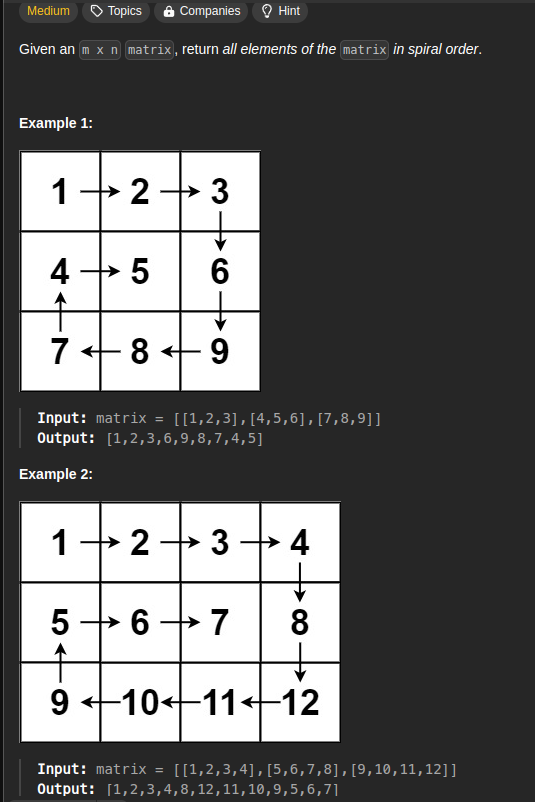 Medium Topics Companies Hint
Given an m x n matrix, return all elements of the matrix in spiral order.
Example 1:
1 2 3
4 5 6
7 8 9
Input: matrix = [[1,2,3],[4,5,6],[7,8,9]]
Output: [1,2,3,6,9,8,7,4,5]
Example 2:
1 2 3 4
5 6 7 8
9 10 11 12
Input: matrix = [[1,2,3,4],[5,6,7,8],[9,10,11,12]]
Output: [1,2,3,4,8,12,11,10,9,5,6,7]